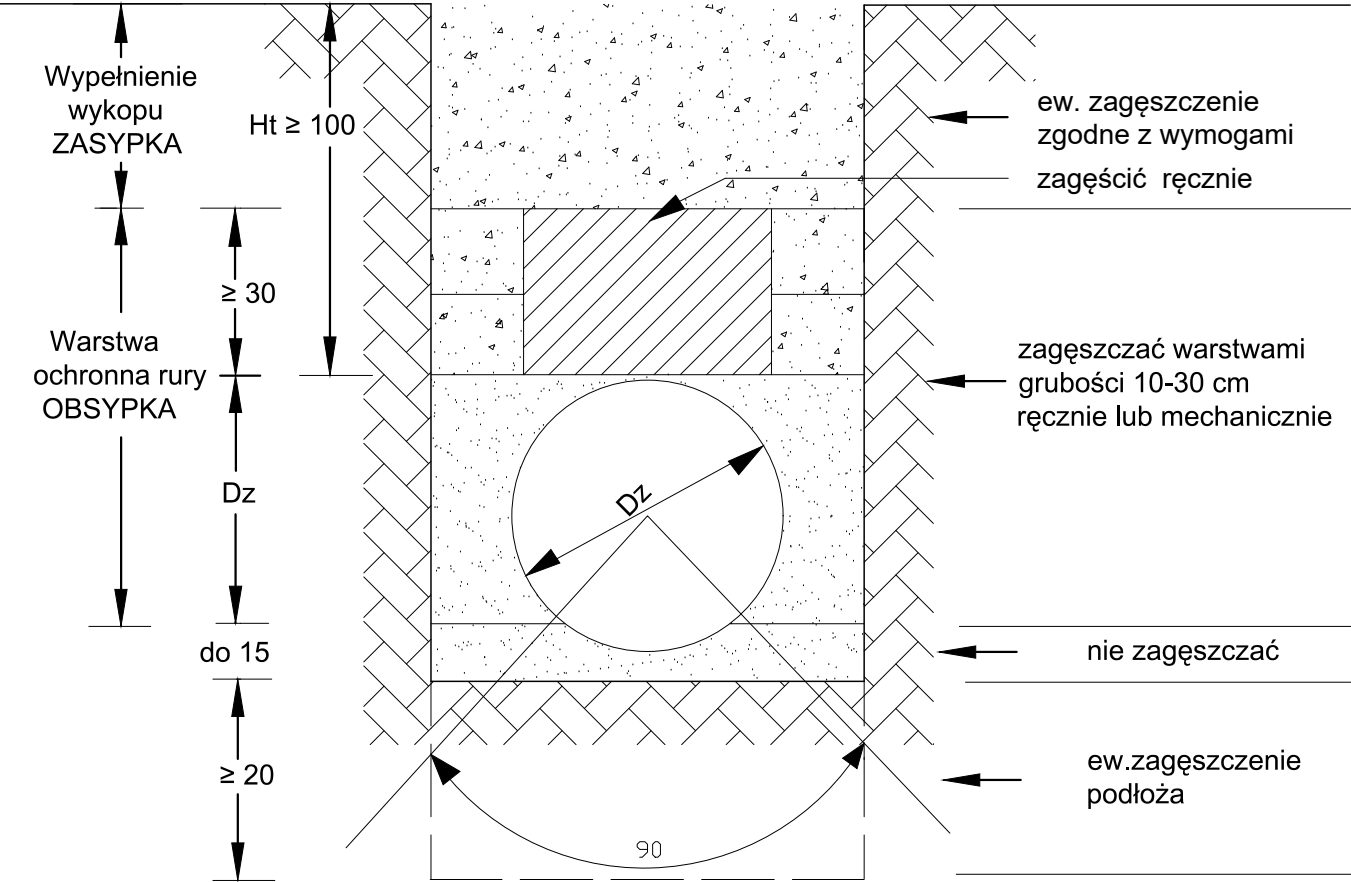 Wypełnienie
wykopu
ZASYPKA
Ht ≥ 100
ew. zagęszczenie
zgodne z wymogami
zagęścić ręcznie
≥ 30
Warstwa
ochronna rury
OBSYPKA
zagęszczać warstwami
grubości 10-30 cm
ręcznie lub mechanicznie
Dz
Dz
do 15
nie zagęszczać
≥ 20
ew.zagęszczenie
podłoża
90